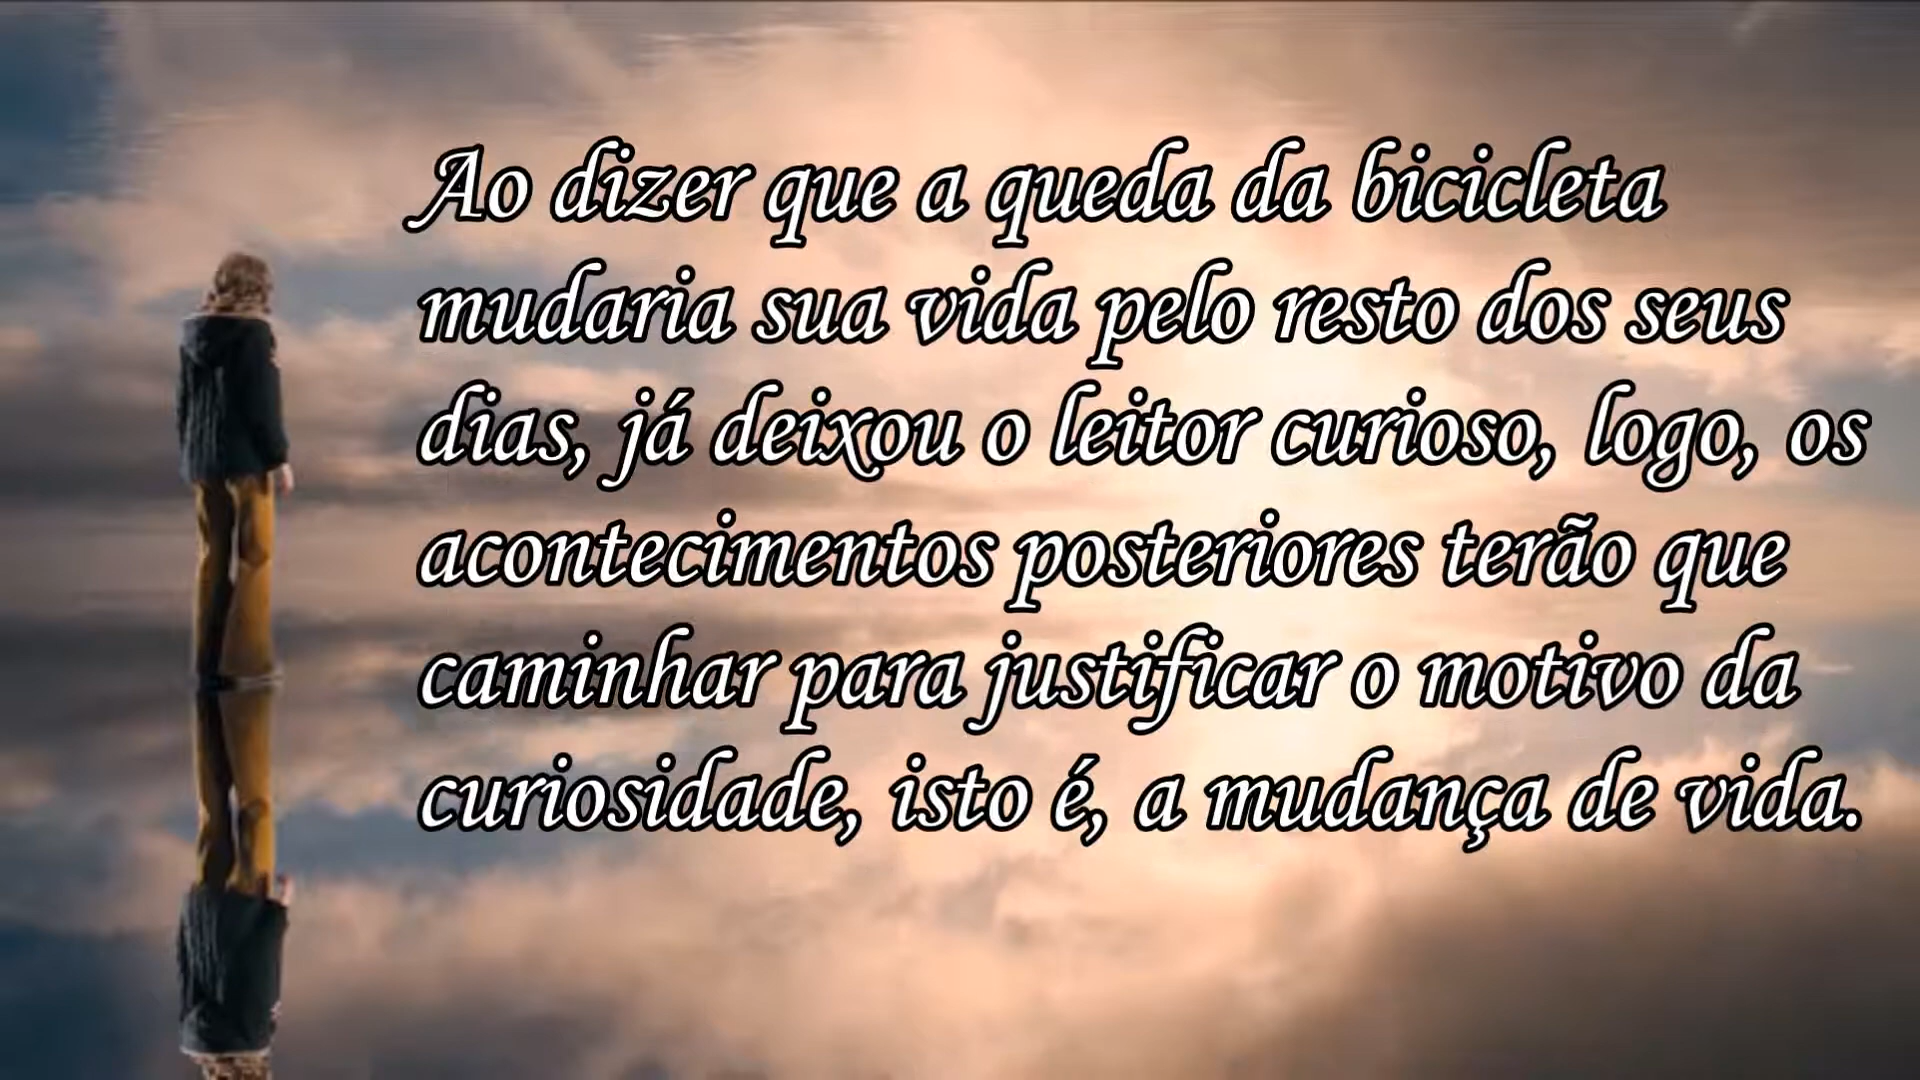 Ao dizer que a queda da bicicleta
mudaria sua vida pelo resto dos seus
dias, já deixou o leitor curioso, logo, os
acontecimentos posteriores terão que
caminhar para justificar o motivo da
curiosidade, isto é, a mudança de vida.